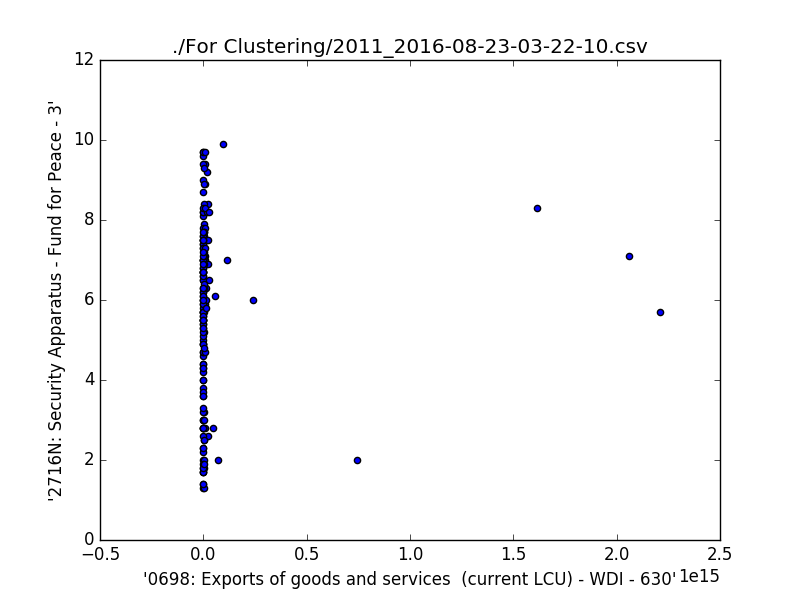 ./For Clustering/2011_2016-08-23-03-22-10.csv
'2716N: Security Apparatus - Fund for Peace - 3'
12
10
8
6
4
2
0
−0.5 0.0 0.5 1.0 1.5 2.0 2.5
1e15
'0698: Exports of goods and services  (current LCU) - WDI - 630'